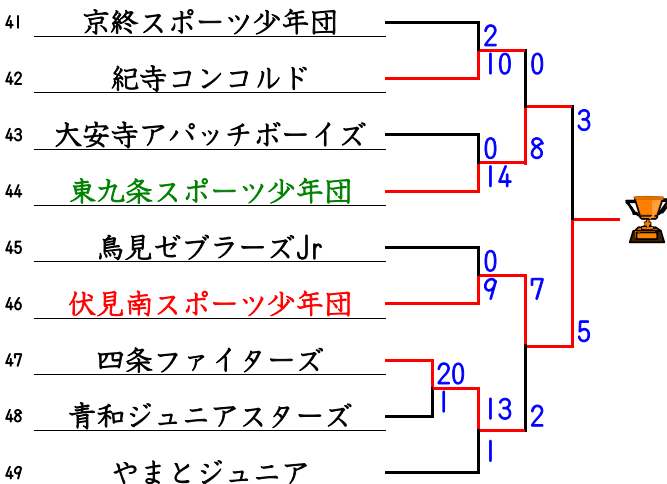 41 京終スポーツ少年団
42 紀寺コンコルド
43 大安寺アパッチボーイズ
44 東九条スポーツ少年団
45 鳥見ゼブラーズJr
46 伏見南スポーツ少年団
47 四条ファイターズ
48 青和ジュニアスターズ
49 やまとジュニア
2
10
0
14
0
8
3
0
9
7
5
20
1
13
1
2